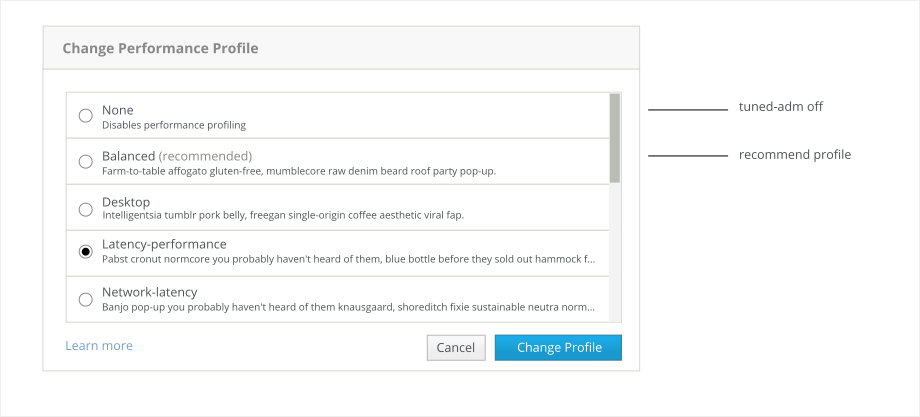 Change Performance Profile
None
Disables performance profiling
tuned-adm off
Balanced (recommended)
Farm-to-table affogato gluten-free, mumblecore raw denim beard roof party pop-up.
recommend profile
Desktop
Intelligentsia tumblr pork belly, freegan single-origin coffee aesthetic viral fap.
Latency-performance
Pabst cronut normcore you probably haven't heard of them, blue bottle before they sold out hammock f...
Network-latency
Banjo pop-up you probably haven't heard of them knausgaard, shoreditch fixie sustainable neutra norm...
Learn more
Cancel
Change Profile